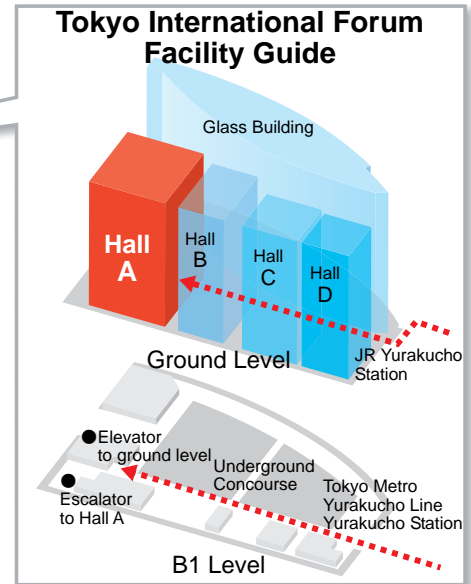 Tokyo International Forum
Facility Guide
Glass Building
Hall
A
Hall
B
Hall
C
Hall
D
Ground Level
JR Yurakucho
Station
Elevator
to ground level
Underground
Concourse
Escalator
to Hall A
Tokyo Metro
Yurakucho Line
Yurakucho Station
B1 Level